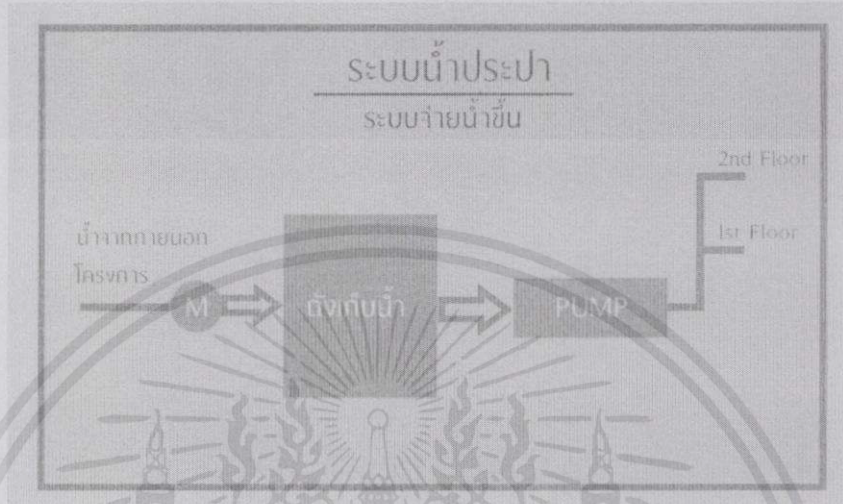 ระบบน้ำประปา
ระบบจ่ายน้ำขึ้น
2nd Floor
1st Floor
น้ำจากภายนอก
โครงการ
M
ถังเก็บน้ำ
PUMP